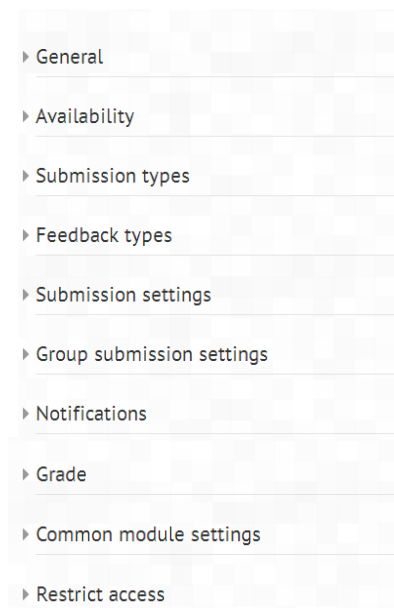 General
Availability
Submission types
Feedback types
Submission settings
Group submission settings
Notifications
Grade
Common module settings
Restrict access